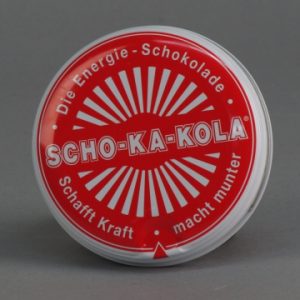 · Die Energie - Schokolade ·
SCHO-KA-KOLA®
Schafft Kraft · macht munter